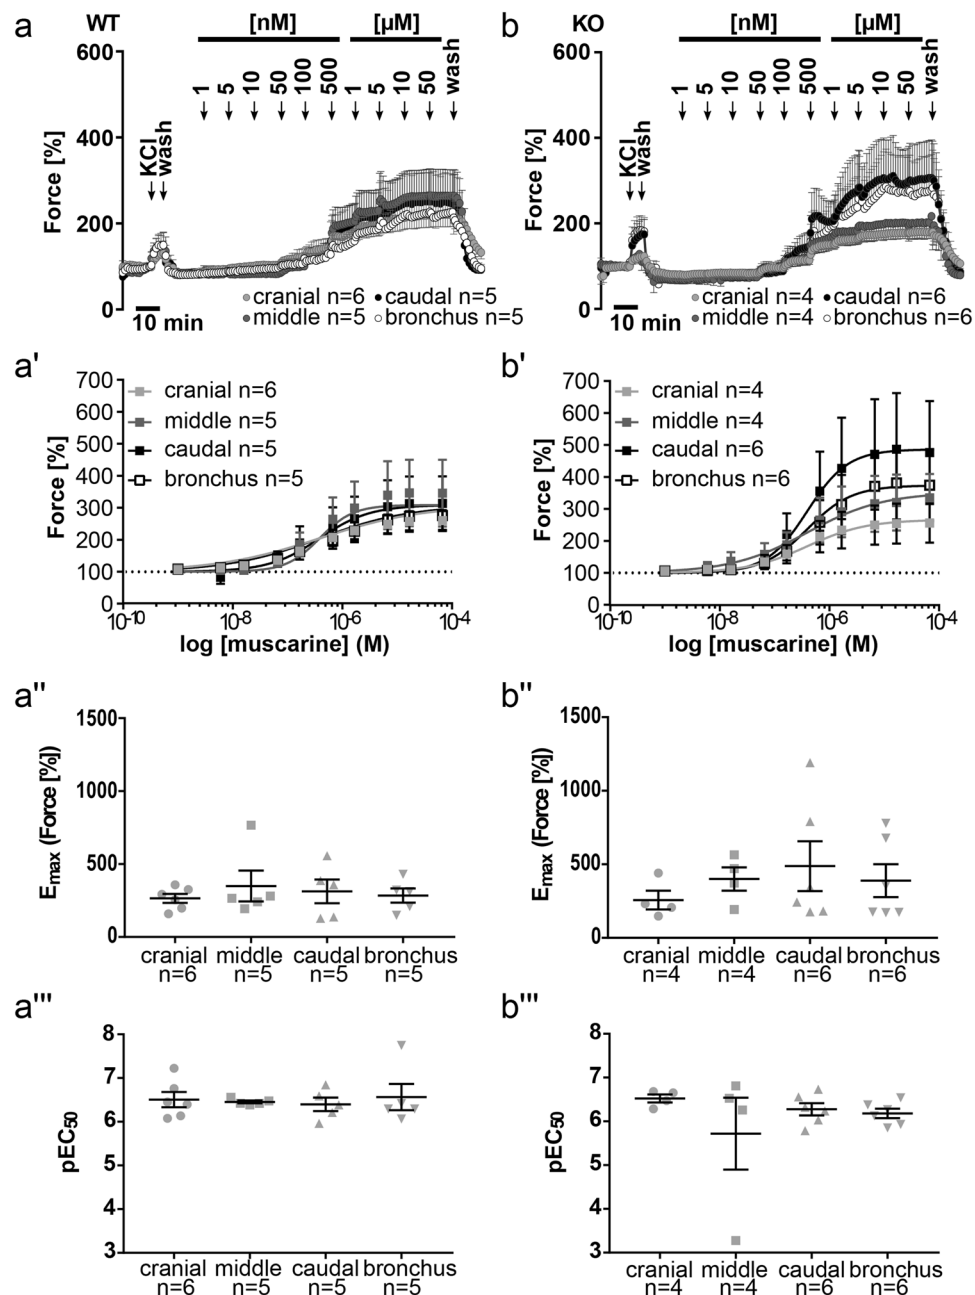 a WT [nM] [µM]
600
400
200
0
Force [%]
KCl
wash
1 5 10 50 100 500 1 5 10 50 wash
cranial n=6 caudal n=5
middle n=5 bronchus n=5
10 min
b KO [nM] [µM]
600
400
200
0
Force [%]
KCl
wash
1 5 10 50 100 500 1 5 10 50 wash
cranial n=4 caudal n=6
middle n=4 bronchus n=6
10 min
a'
700
600
500
400
300
200
100
0
Force [%]
cranial n=6
middle n=5
caudal n=5
bronchus n=5
10-10 10-8 10-6 10-4
log [muscarine] (M)
b'
700
600
500
400
300
200
100
0
Force [%]
cranial n=4
middle n=4
caudal n=6
bronchus n=6
10-10 10-8 10-6 10-4
log [muscarine] (M)
a''
1500
1000
500
0
Emax (Force [%])
cranial middle caudal bronchus
n=6 n=5 n=5 n=5
b''
1500
1000
500
0
Emax (Force [%])
cranial middle caudal bronchus
n=4 n=4 n=6 n=6
a'''
8
7
6
5
4
3
pEC50
cranial middle caudal bronchus
n=6 n=5 n=5 n=5
b'''
8
7
6
5
4
3
pEC50
cranial middle caudal bronchus
n=4 n=4 n=6 n=6